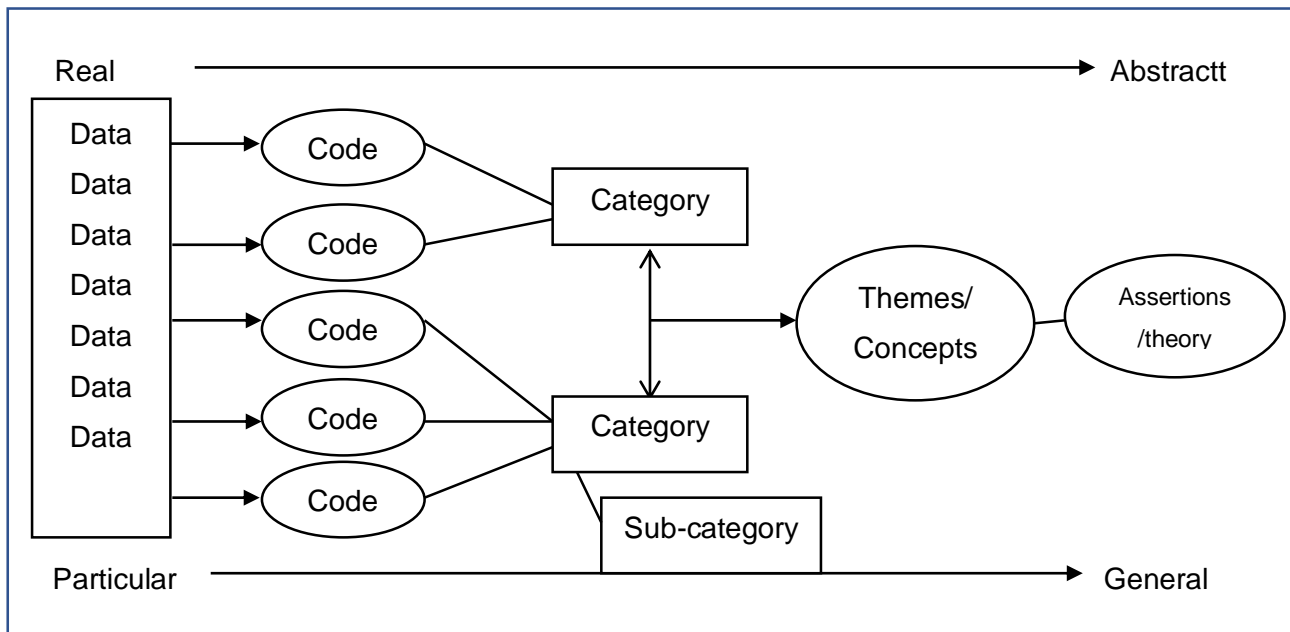 Real
Abstractt
Data
Data
Data
Data
Data
Data
Data
Code
Code
Code
Code
Code
Category
Category
Sub-category
Themes/
Concepts
Assertions
/theory
Particular
General